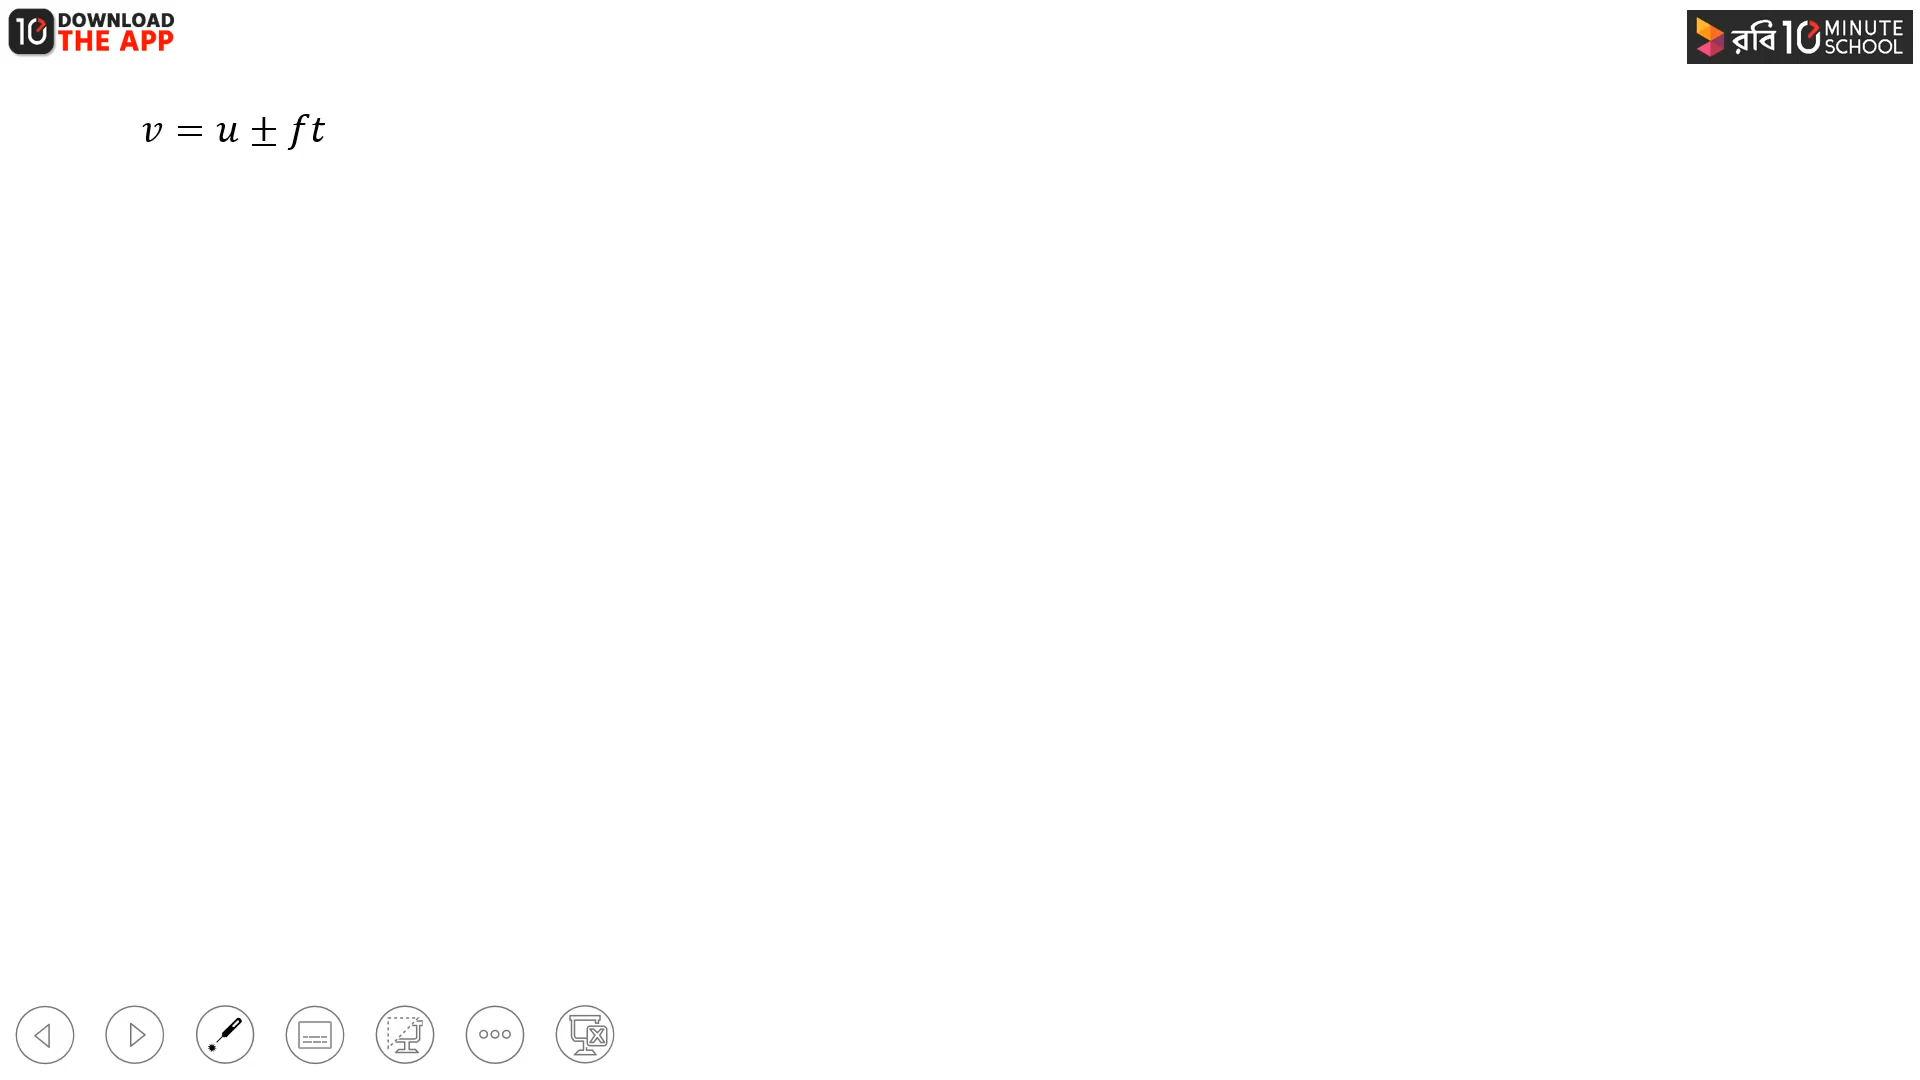 10 DOWNLOAD
THE APP
রবি 10 MINUTE
SCHOOL
v = u ± ft